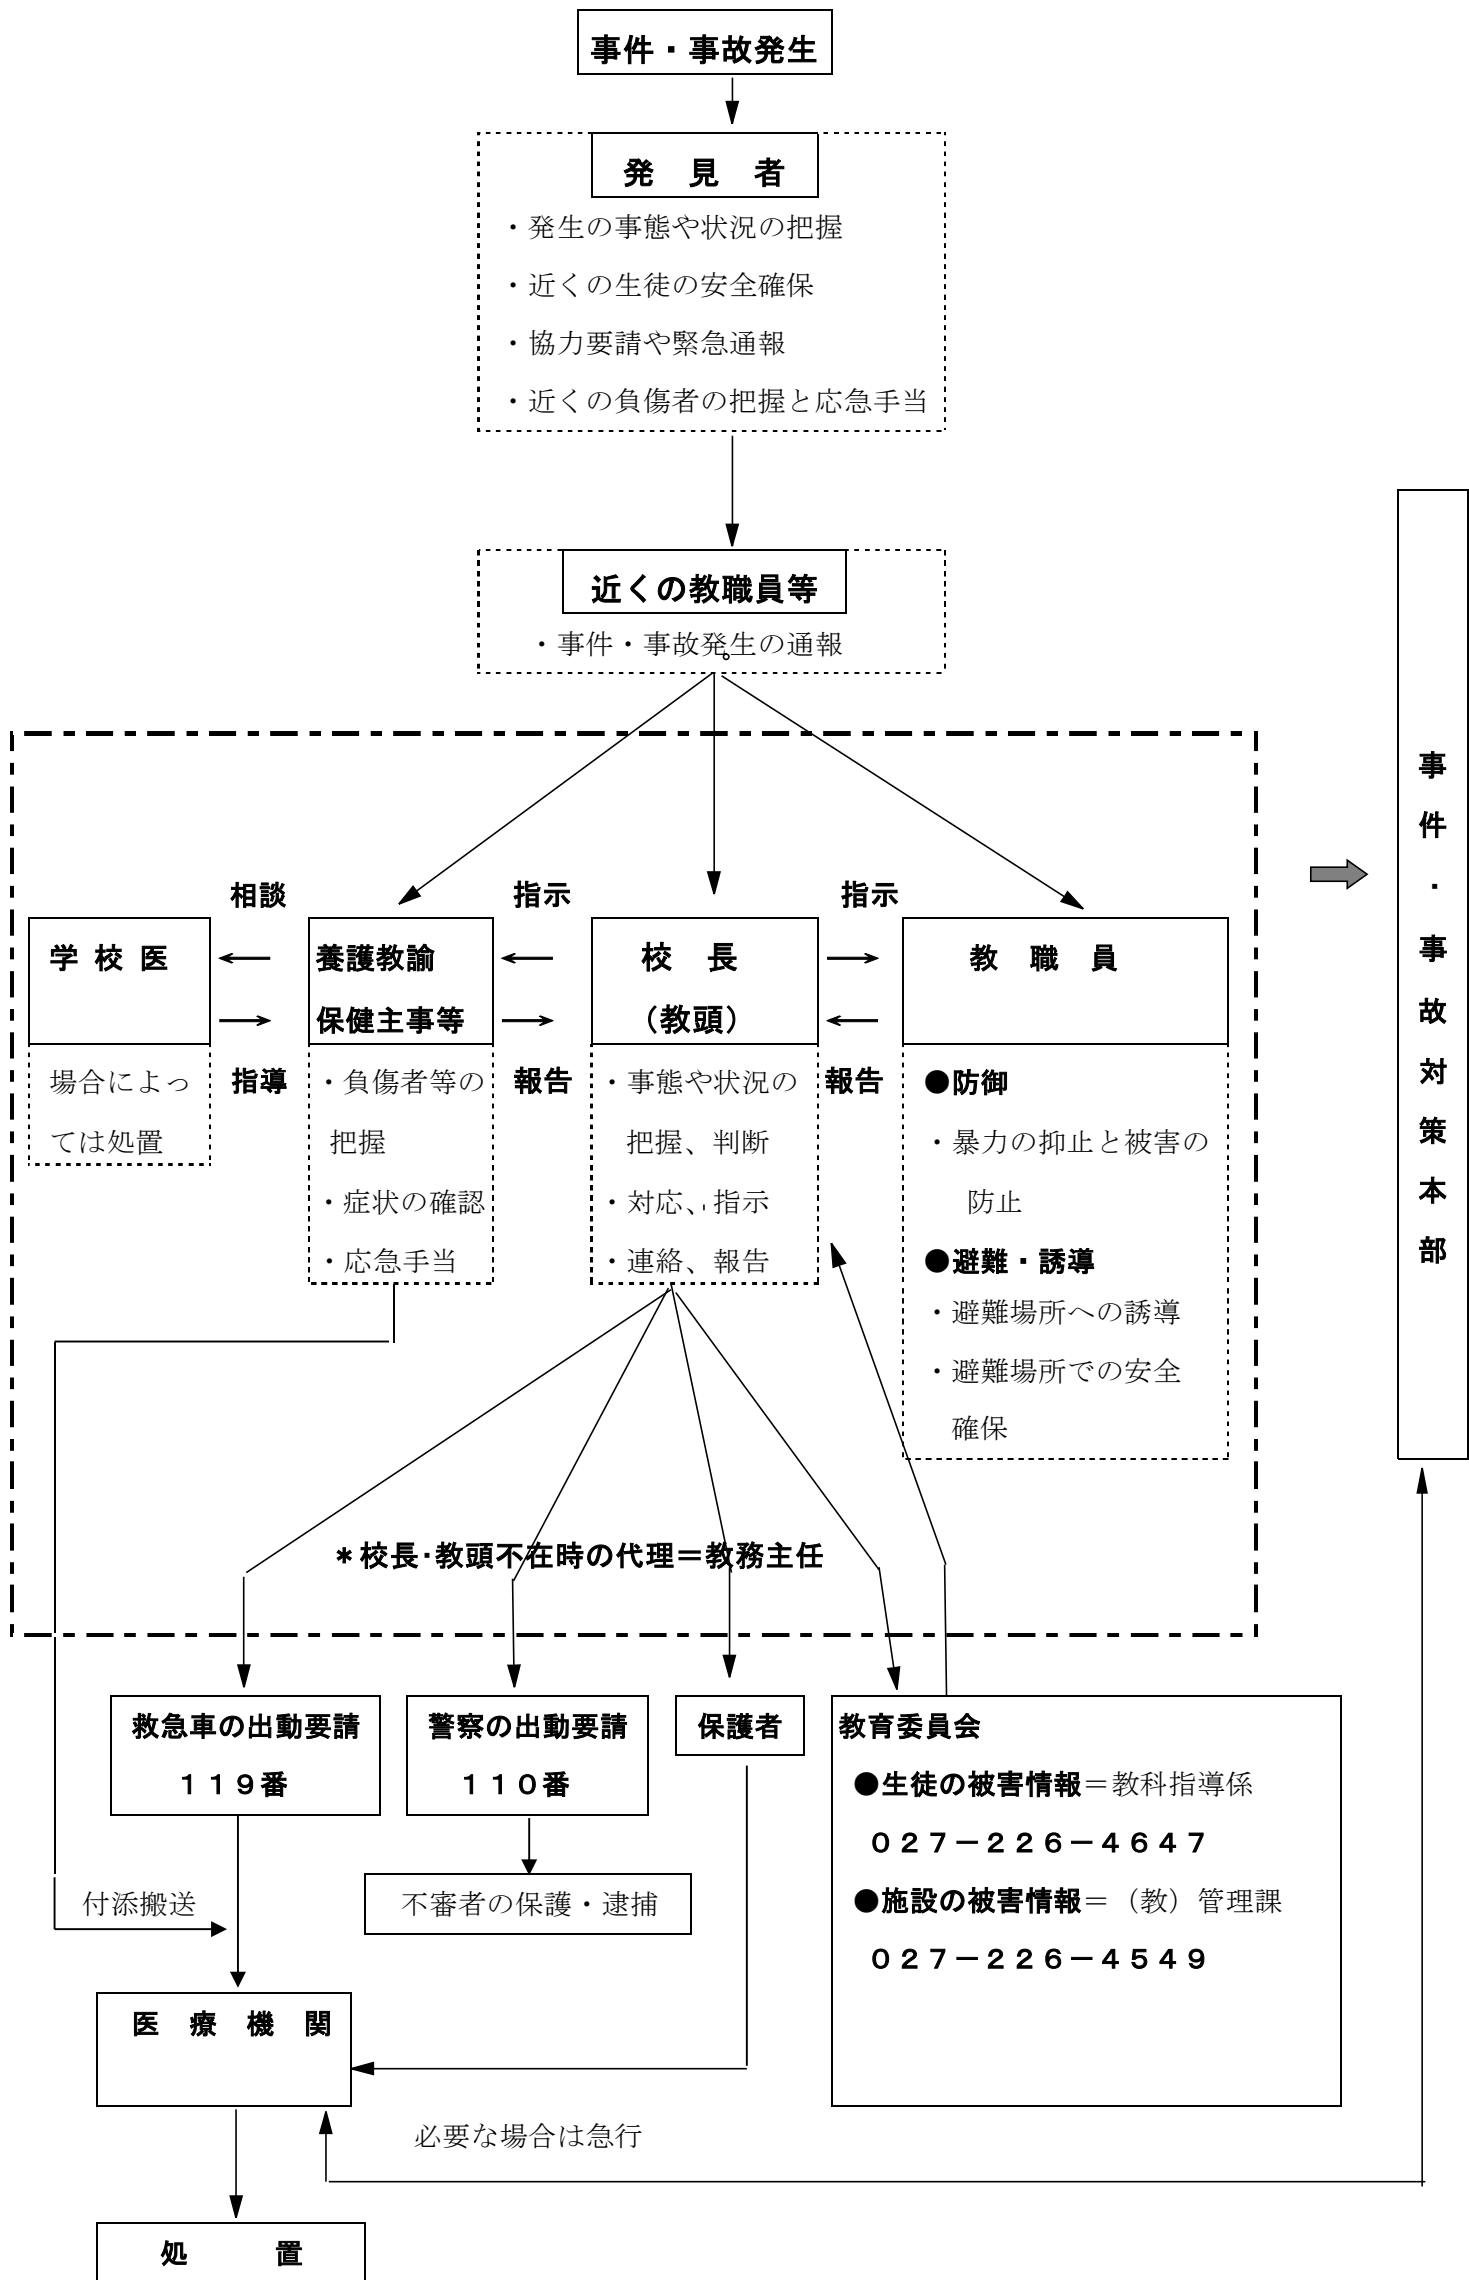 事件・事故発生
発　見　者
・発生の事態や状況の把握
・近くの生徒の安全確保
・協力要請や緊急通報
・近くの負傷者の把握と応急手当
近くの教職員等
・事件・事故発生の通報
。
事件・事故対策本部
相談
指示
指示
学 校 医
養護教諭
保健主事等
校　長
（教頭）
教　職　員
指導
報告
報告
場合によっ
ては処置
・負傷者等の
把握
・症状の確認
・応急手当
・事態や状況の
把握、判断
・対応、指示
・連絡、報告
●防御
・暴力の抑止と被害の
防止
●避難・誘導
・避難場所への誘導
・避難場所での安全
確保
＊校長・教頭不在時の代理＝教務主任
救急車の出動要請
１１９番
警察の出動要請
１１０番
保護者
教育委員会
●生徒の被害情報＝教科指導係
０２７－２２６－４６４７
●施設の被害情報＝（教）管理課
０２７－２２６－４５４９
付添搬送
不審者の保護・逮捕
医　療　機　関
必要な場合は急行
処　　　置